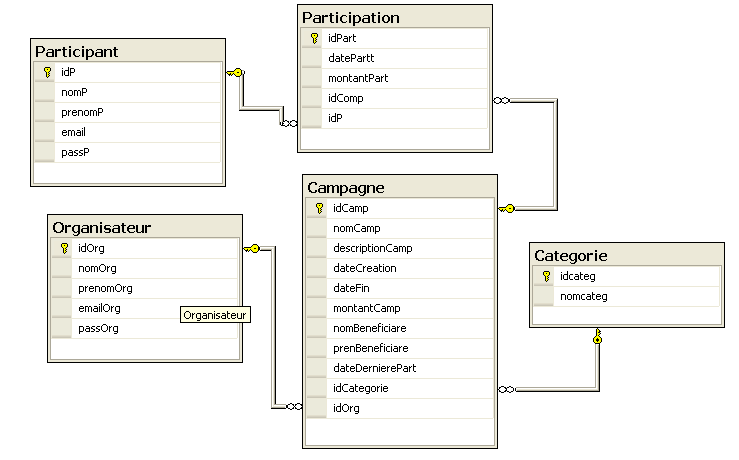 Participation
idPart
datePartt
montantPart
idComp
idP
Participant
idP
nomP
prenomP
email
passP
Campagne
idCamp
nomCamp
descriptionCamp
dateCreation
dateFin
montantCamp
nomBeneficiare
prenBeneficiare
dateDernierePart
idCategorie
idOrg
Organisateur
idOrg
nomOrg
prenomOrg
emailOrg
passOrg
Organisateur
Categorie
idcateg
nomcateg